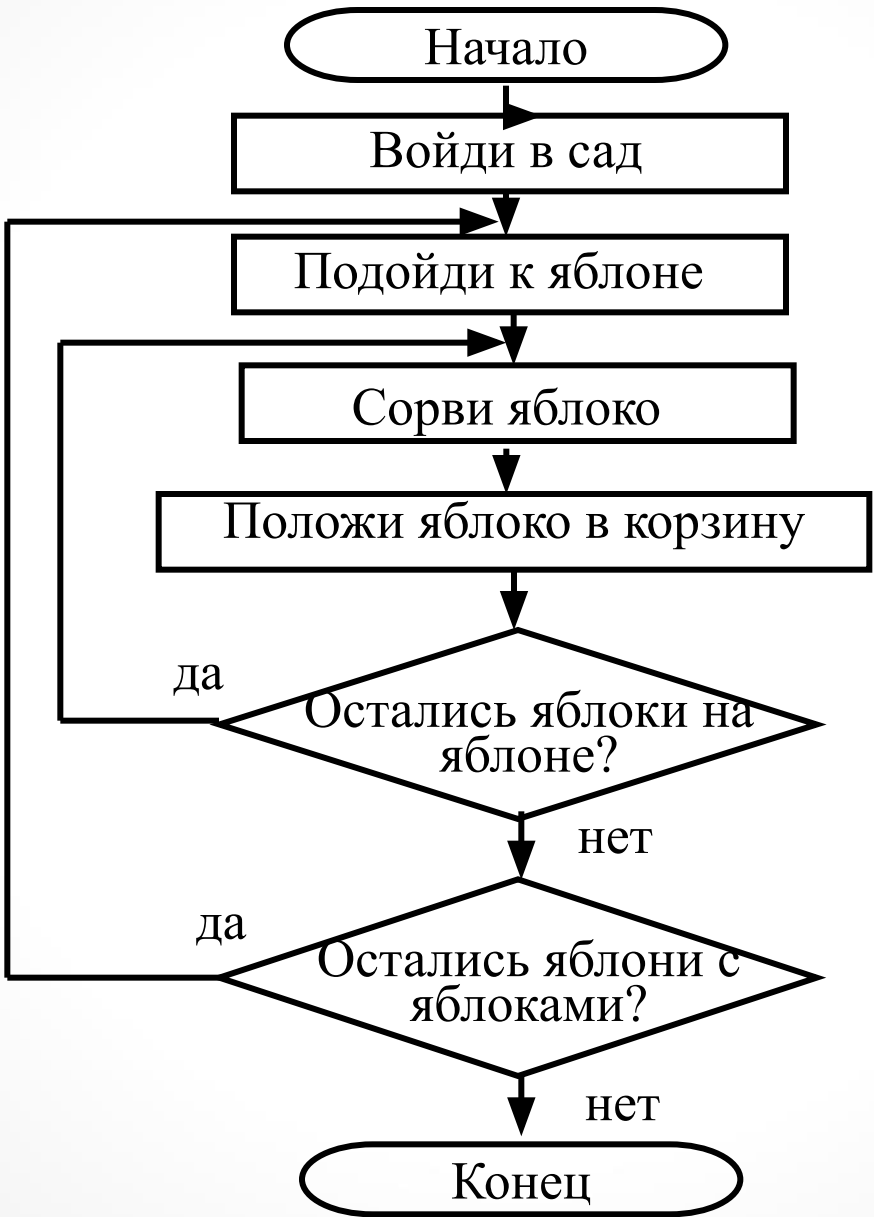 Начало
Войди в сад
Подойди к яблоне
Сорви яблоко
Положи яблоко в корзину
да
Остались яблоки на
яблоне?
нет
да
Остались яблони с
яблоками?
нет
Конец